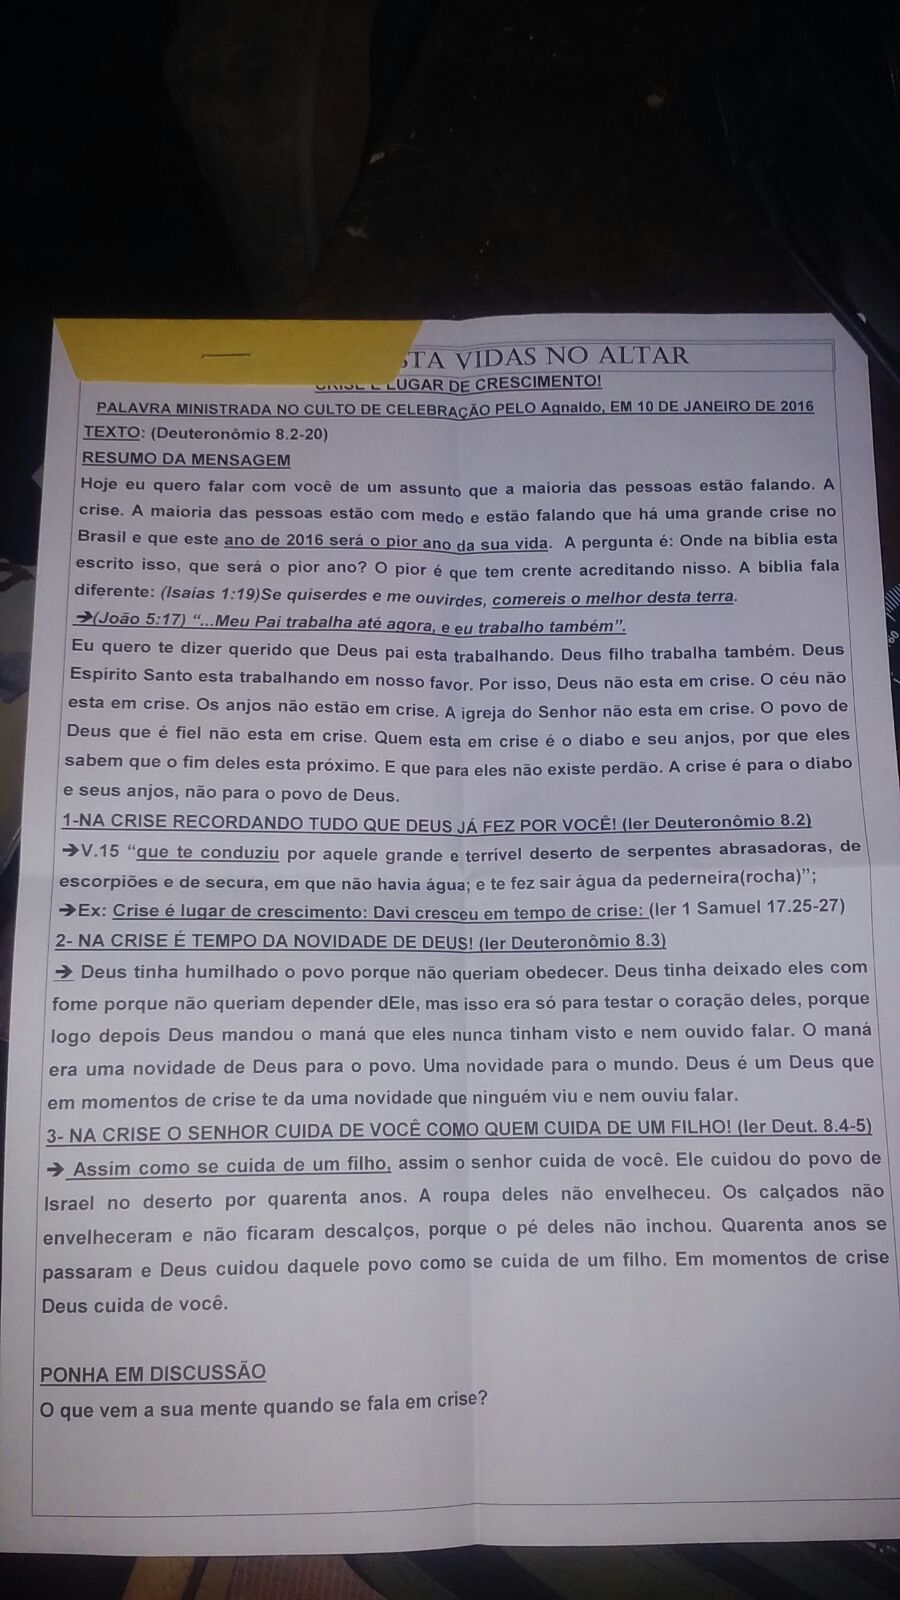 VIDAS NO ALTAR
LUGAR DE CRESCIMENTO!
PALAVRA MINISTRADA NO CULTO DE CELEBRAÇÃO PELO Agnaldo, EM 10 DE JANEIRO DE 2016
TEXTO: (Deuteronômio 8.2-20)
RESUMO DA MENSAGEM
Hoje eu quero falar com você de um assunto que a maioria das pessoas estão falando. A
crise. A maioria das pessoas estão com medo e estão falando que há uma grande crise no
Brasil e que este ano de 2016 será o pior ano da sua vida. A pergunta é: Onde na bíblia esta
escrito isso, que será o pior ano? O pior é que tem crente acreditando nisso. A bíblia fala
diferente: (Isaías 1:19)Se quiserdes e me ouvirdes, comereis o melhor desta terra.
➔(João 5:17) “...Meu Pai trabalha até agora, e eu trabalho também”.
Eu quero te dizer querido que Deus pai esta trabalhando. Deus filho trabalha também. Deus
Espírito Santo esta trabalhando em nosso favor. Por isso, Deus não esta em crise. O céu não
esta em crise. Os anjos não estão em crise. A igreja do Senhor não esta em crise. O povo de
Deus que é fiel não esta em crise. Quem esta em crise é o diabo e seu anjos, por que eles
sabem que o fim deles esta próximo. E que para eles não existe perdão. A crise é para o diabo
e seus anjos, não para o povo de Deus.
1-NA CRISE RECORDANDO TUDO QUE DEUS JÁ FEZ POR VOCÊ! (ler Deuteronômio 8.2)
➔V.15 “que te conduziu por aquele grande e terrível deserto de serpentes abrasadoras, de
escorpiões e de secura, em que não havia água; e te fez sair água da pederneira(rocha)”;
➔Ex: Crise é lugar de crescimento: Davi cresceu em tempo de crise: (ler 1 Samuel 17.25-27)
2- NA CRISE É TEMPO DA NOVIDADE DE DEUS! (ler Deuteronômio 8.3)
➔ Deus tinha humilhado o povo porque não queriam obedecer. Deus tinha deixado eles com
fome porque não queriam depender dEle, mas isso era só para testar o coração deles, porque
logo depois Deus mandou o maná que eles nunca tinham visto e nem ouvido falar. O maná
era uma novidade de Deus para o povo. Uma novidade para o mundo. Deus é um Deus que
em momentos de crise te da uma novidade que ninguém viu e nem ouviu falar.
3- NA CRISE O SENHOR CUIDA DE VOCÊ COMO QUEM CUIDA DE UM FILHO! (ler Deut. 8.4-5)
➔ Assim como se cuida de um filho, assim o senhor cuida de você. Ele cuidou do povo de
Israel no deserto por quarenta anos. A roupa deles não envelheceu. Os calçados não
envelheceram e não ficaram descalços, porque o pé deles não inchou. Quarenta anos se
passaram e Deus cuidou daquele povo como se cuida de um filho. Em momentos de crise
Deus cuida de você.
PONHA EM DISCUSSÃO
O que vem a sua mente quando se fala em crise?